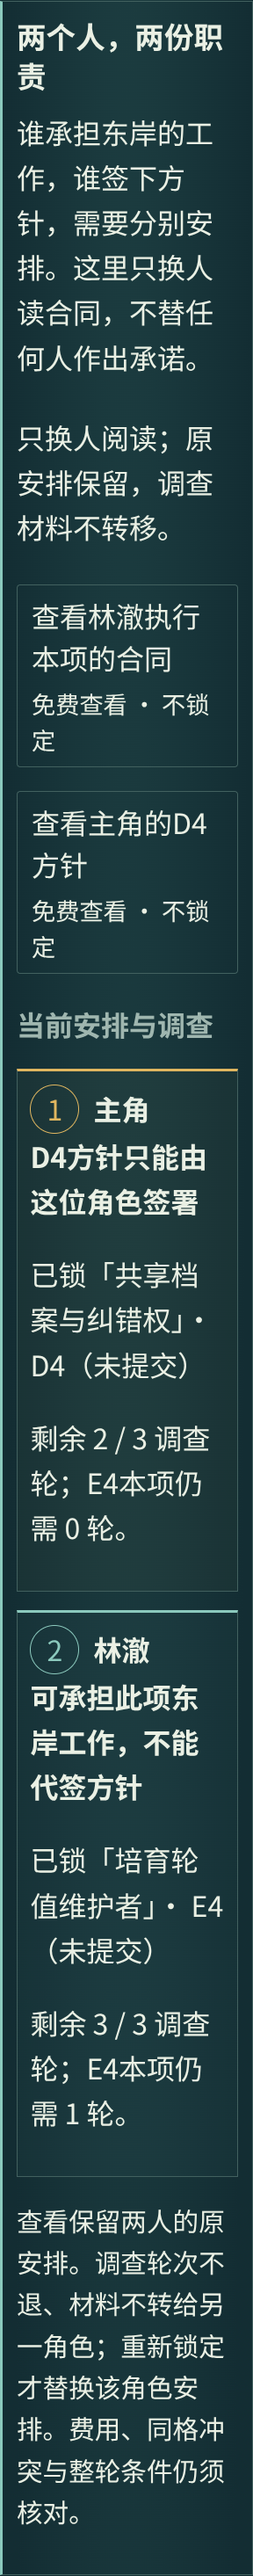 两个人，两份职
责
谁承担东岸的工
作，谁签下方
针，需要分别安
排。这里只换人
读合同，不替任
何人作出承诺。
只换人阅读；原
安排保留，调查
材料不转移。
查看林澈执行
本项的合同
免费查看 · 不锁
定
查看主角的D4
方针
免费查看 · 不锁
定
当前安排与调查
1 主角
D4方针只能由
这位角色签署
已锁「共享档
案与纠错权」·
D4（未提交）
剩余 2 / 3 调查
轮；E4本项仍
需 0 轮。
2 林澈
可承担此项东
岸工作，不能
代签方针
已锁「培育轮
值维护者」· E4
（未提交）
剩余 3 / 3 调查
轮；E4本项仍
需 1 轮。
查看保留两人的原
安排。调查轮次不
退、材料不转给另
一角色；重新锁定
才替换该角色安
排。费用、同格冲
突与整轮条件仍须
核对。